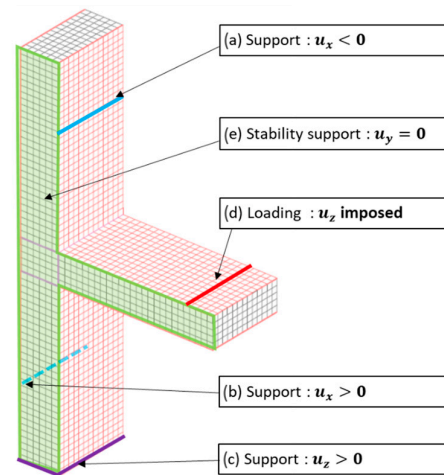 (a) Support : u_x < 0
(e) Stability support : u_y = 0
(d) Loading : u_z imposed
(b) Support : u_x > 0
(c) Support : u_z > 0